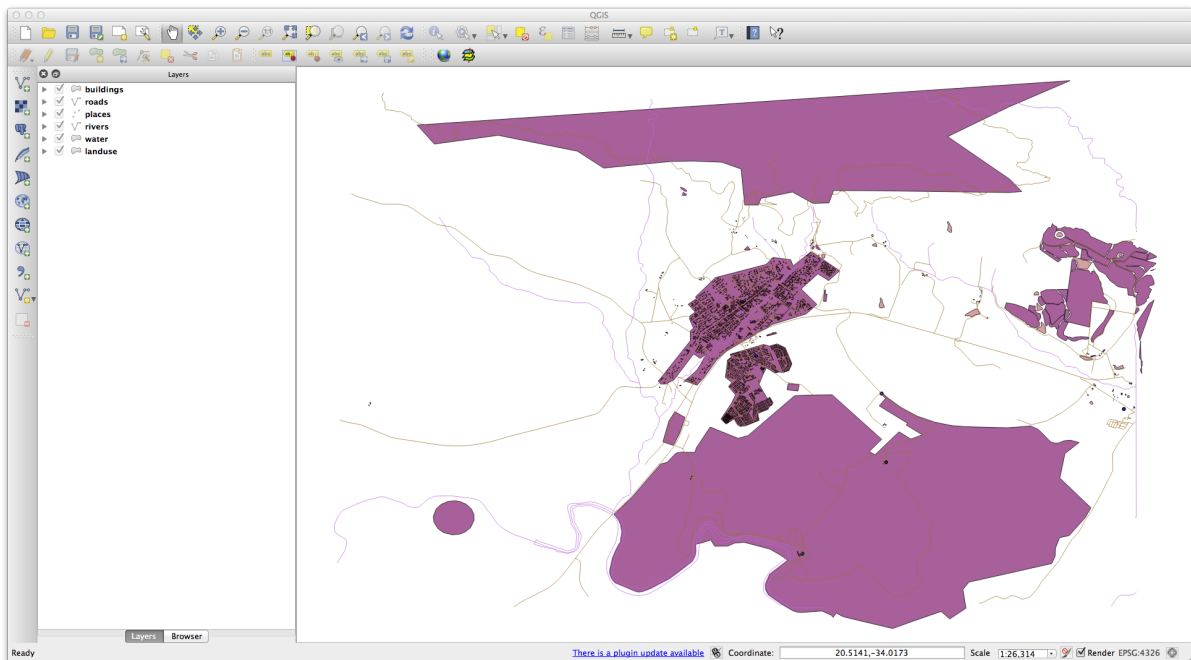 QGIS
Layers
buildings
roads
places
rivers
water
landuse
Layers Browser
Ready There is a plugin update available Coordinate: 20.5141,-34.0173 Scale 1:26,314 Render EPSG:4326